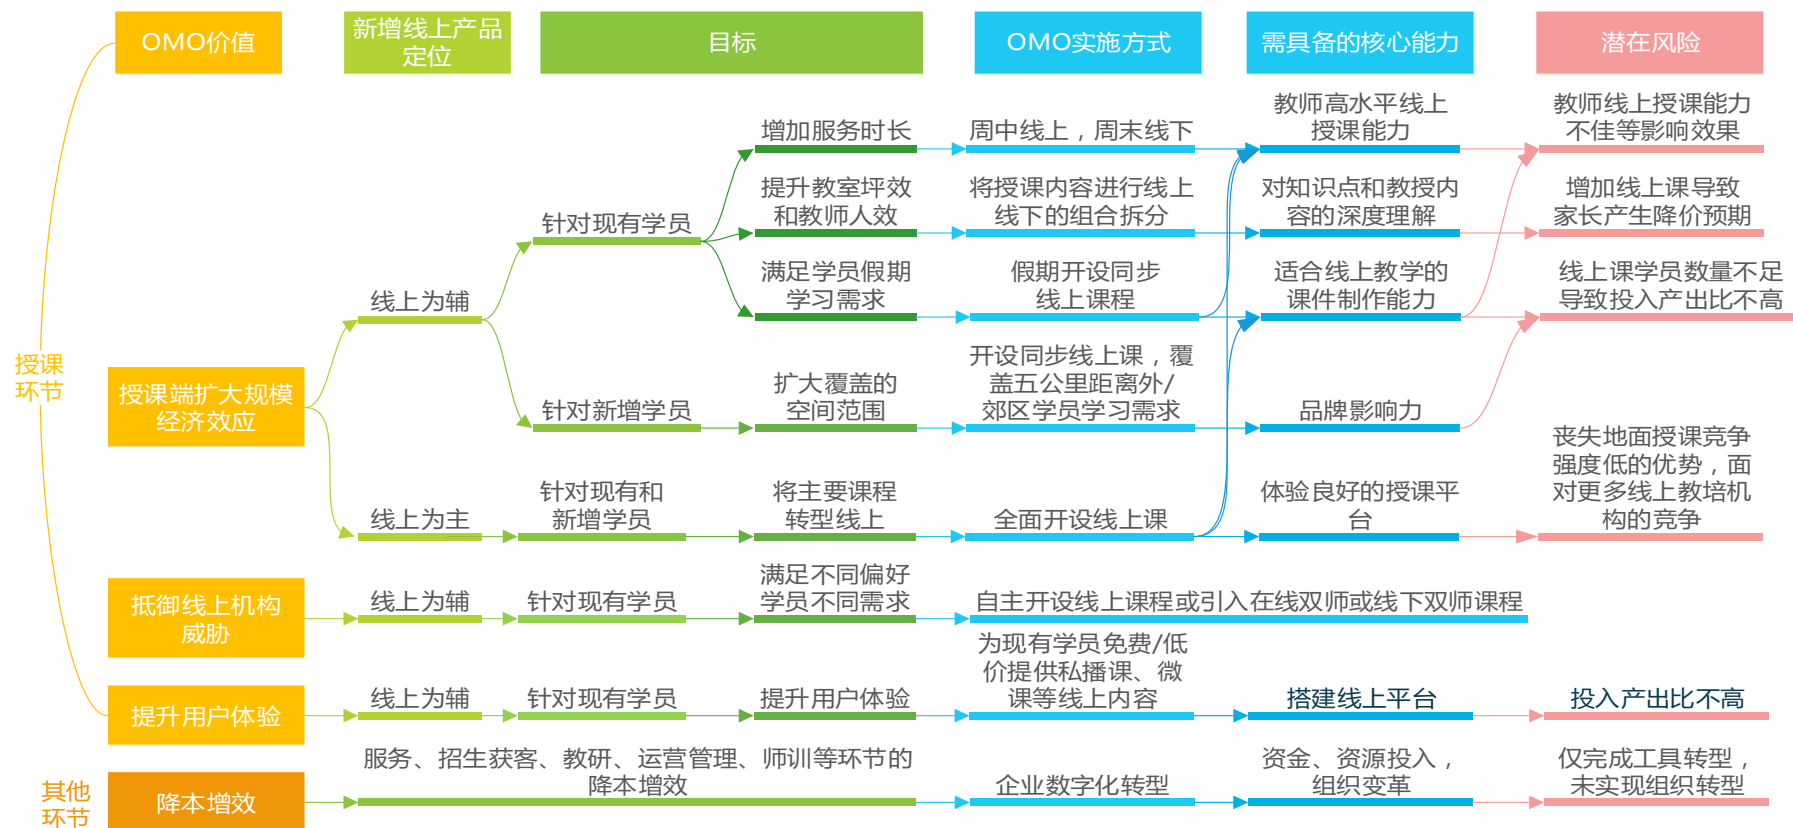 OMO价值
新增线上产品
定位
目标
OMO实施方式
需具备的核心能力
潜在风险
授课
环节
授课端扩大规模
经济效应
线上为辅
针对现有学员
增加服务时长
周中线上，周末线下
教师高水平线上
授课能力
教师线上授课能力
不佳等影响效果
提升教室坪效
和教师人效
将授课内容进行线上
线下的组合拆分
对知识点和教授内
容的深度理解
增加线上课导致
家长产生降价预期
满足学员假期
学习需求
假期开设同步
线上课程
适合线上教学的
课件制作能力
线上课学员数量不足
导致投入产出比不高
针对新增学员
扩大覆盖的
空间范围
开设同步线上课，覆
盖五公里距离外/
郊区学员学习需求
品牌影响力
线上为主
针对现有和
新增学员
将主要课程
转型线上
全面开设线上课
体验良好的授课平
台
丧失地面授课竞争
强度低的优势，面
对更多线上教培机
构的竞争
抵御线上机构
威胁
线上为辅
针对现有学员
满足不同偏好
学员不同需求
自主开设线上课程或引入在线双师或线下双师课程
提升用户体验
线上为辅
针对现有学员
提升用户体验
为现有学员免费/低
价提供私播课、微
课等线上内容
搭建线上平台
投入产出比不高
其他
环节
降本增效
服务、招生获客、教研、运营管理、师训等环节的
降本增效
企业数字化转型
资金、资源投入，
组织变革
仅完成工具转型，
未实现组织转型